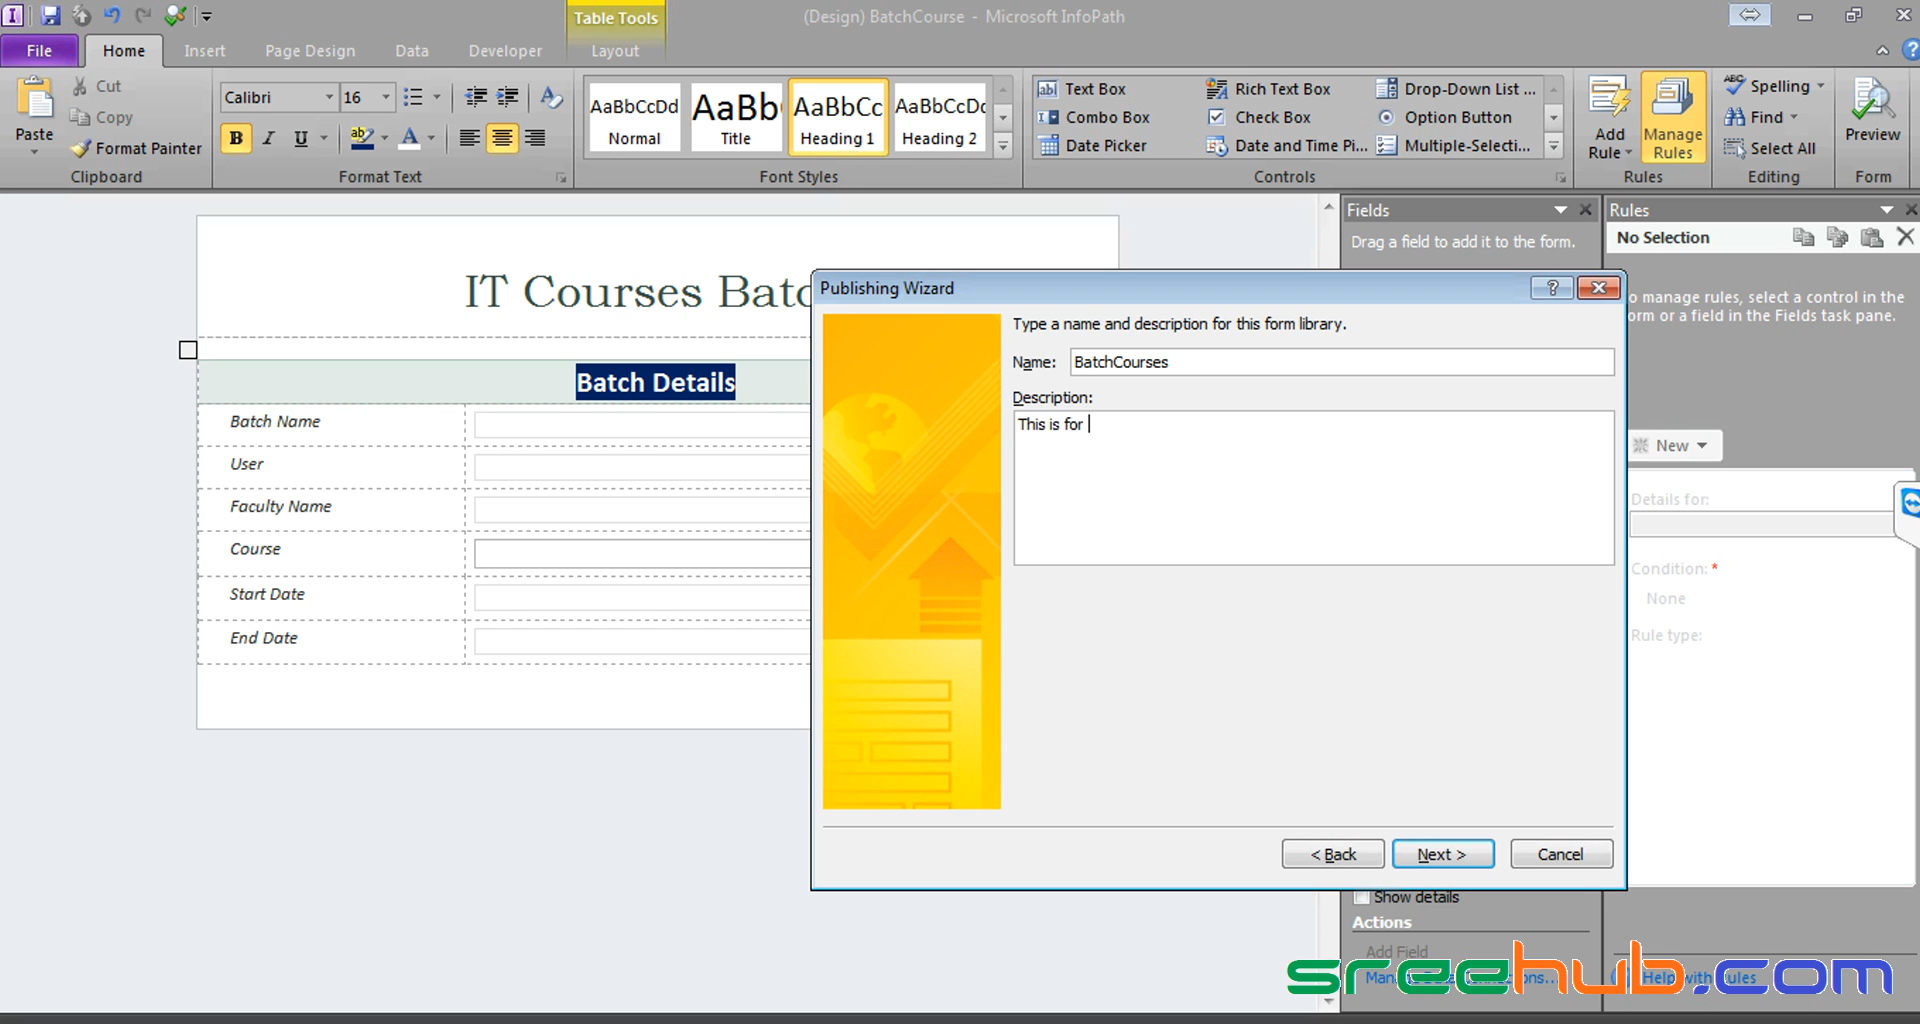 (Design) BatchCourse - Microsoft InfoPath
Table Tools
File
Home
Insert
Page Design
Data
Developer
Layout
Paste
Cut
Copy
Format Painter
Clipboard
Calibri
16
B I U
ab
A
Format Text
AaBbCcDd
Normal
AaBb
Title
AaBbCc
Heading 1
AaBbCcDd
Heading 2
Font Styles
Text Box
Rich Text Box
Drop-Down List ...
Combo Box
Check Box
Option Button
Date Picker
Date and Time Pi...
Multiple-Selecti...
Controls
Add
Rule
Manage
Rules
Rules
Spelling
Find
Select All
Editing
Preview
Form
Fields
Drag a field to add it to the form.
Rules
No Selection
o manage rules, select a control in the
orm or a field in the Fields task pane.
New
Details for:
Condition: *
None
Rule type:
IT Courses Batc
Batch Details
Batch Name
User
Faculty Name
Course
Start Date
End Date
Publishing Wizard
Type a name and description for this form library.
Name: BatchCourses
Description:
This is for
< Back
Next >
Cancel
Show details
Actions
Add Field
Help with Rules
sreehub.com